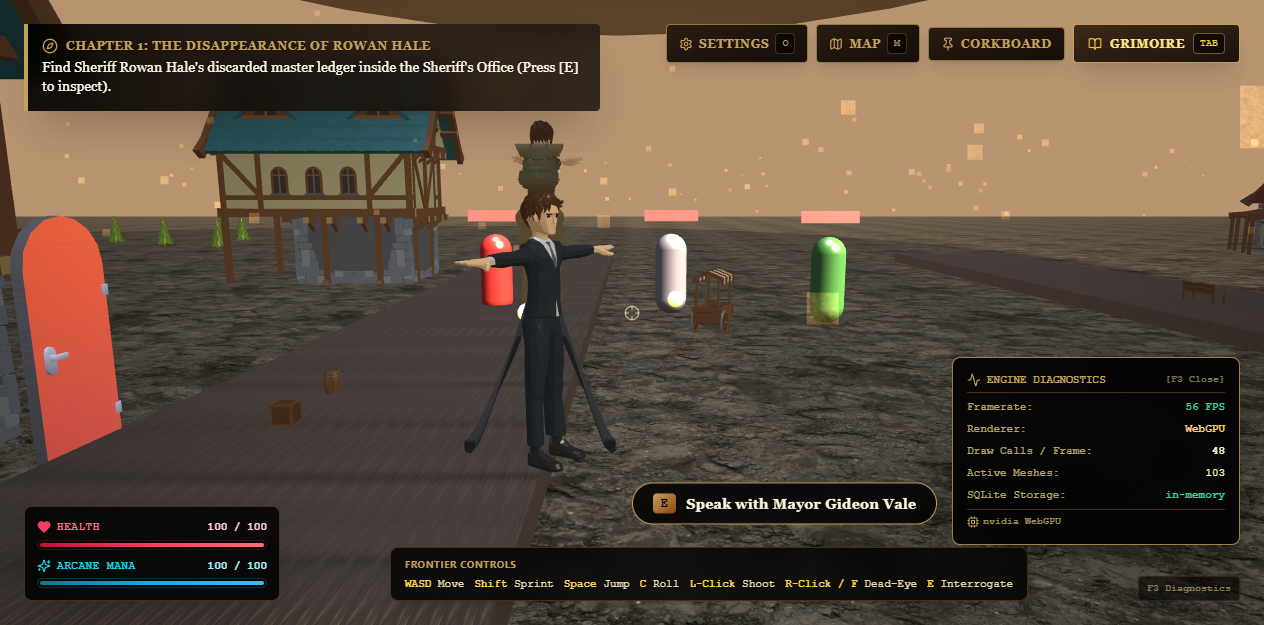 CHAPTER 1: THE DISAPPEARANCE OF ROWAN HALE
Find Sheriff Rowan Hale's discarded master ledger inside the Sheriff's Office (Press [E]
to inspect).
SETTINGS O
MAP M
CORKBOARD
GRIMOIRE TAB
ENGINE DIAGNOSTICS [F3 Close]
Framerate: 56 FPS
Renderer: WebGPU
Draw Calls / Frame: 48
Active Meshes: 103
SQLite Storage: in-memory
nvidia WebGPU
E Speak with Mayor Gideon Vale
HEALTH 100 / 100
ARCANE MANA 100 / 100
FRONTIER CONTROLS
WASD Move Shift Sprint Space Jump C Roll L-Click Shoot R-Click / F Dead-Eye E Interrogate
F3 Diagnostics